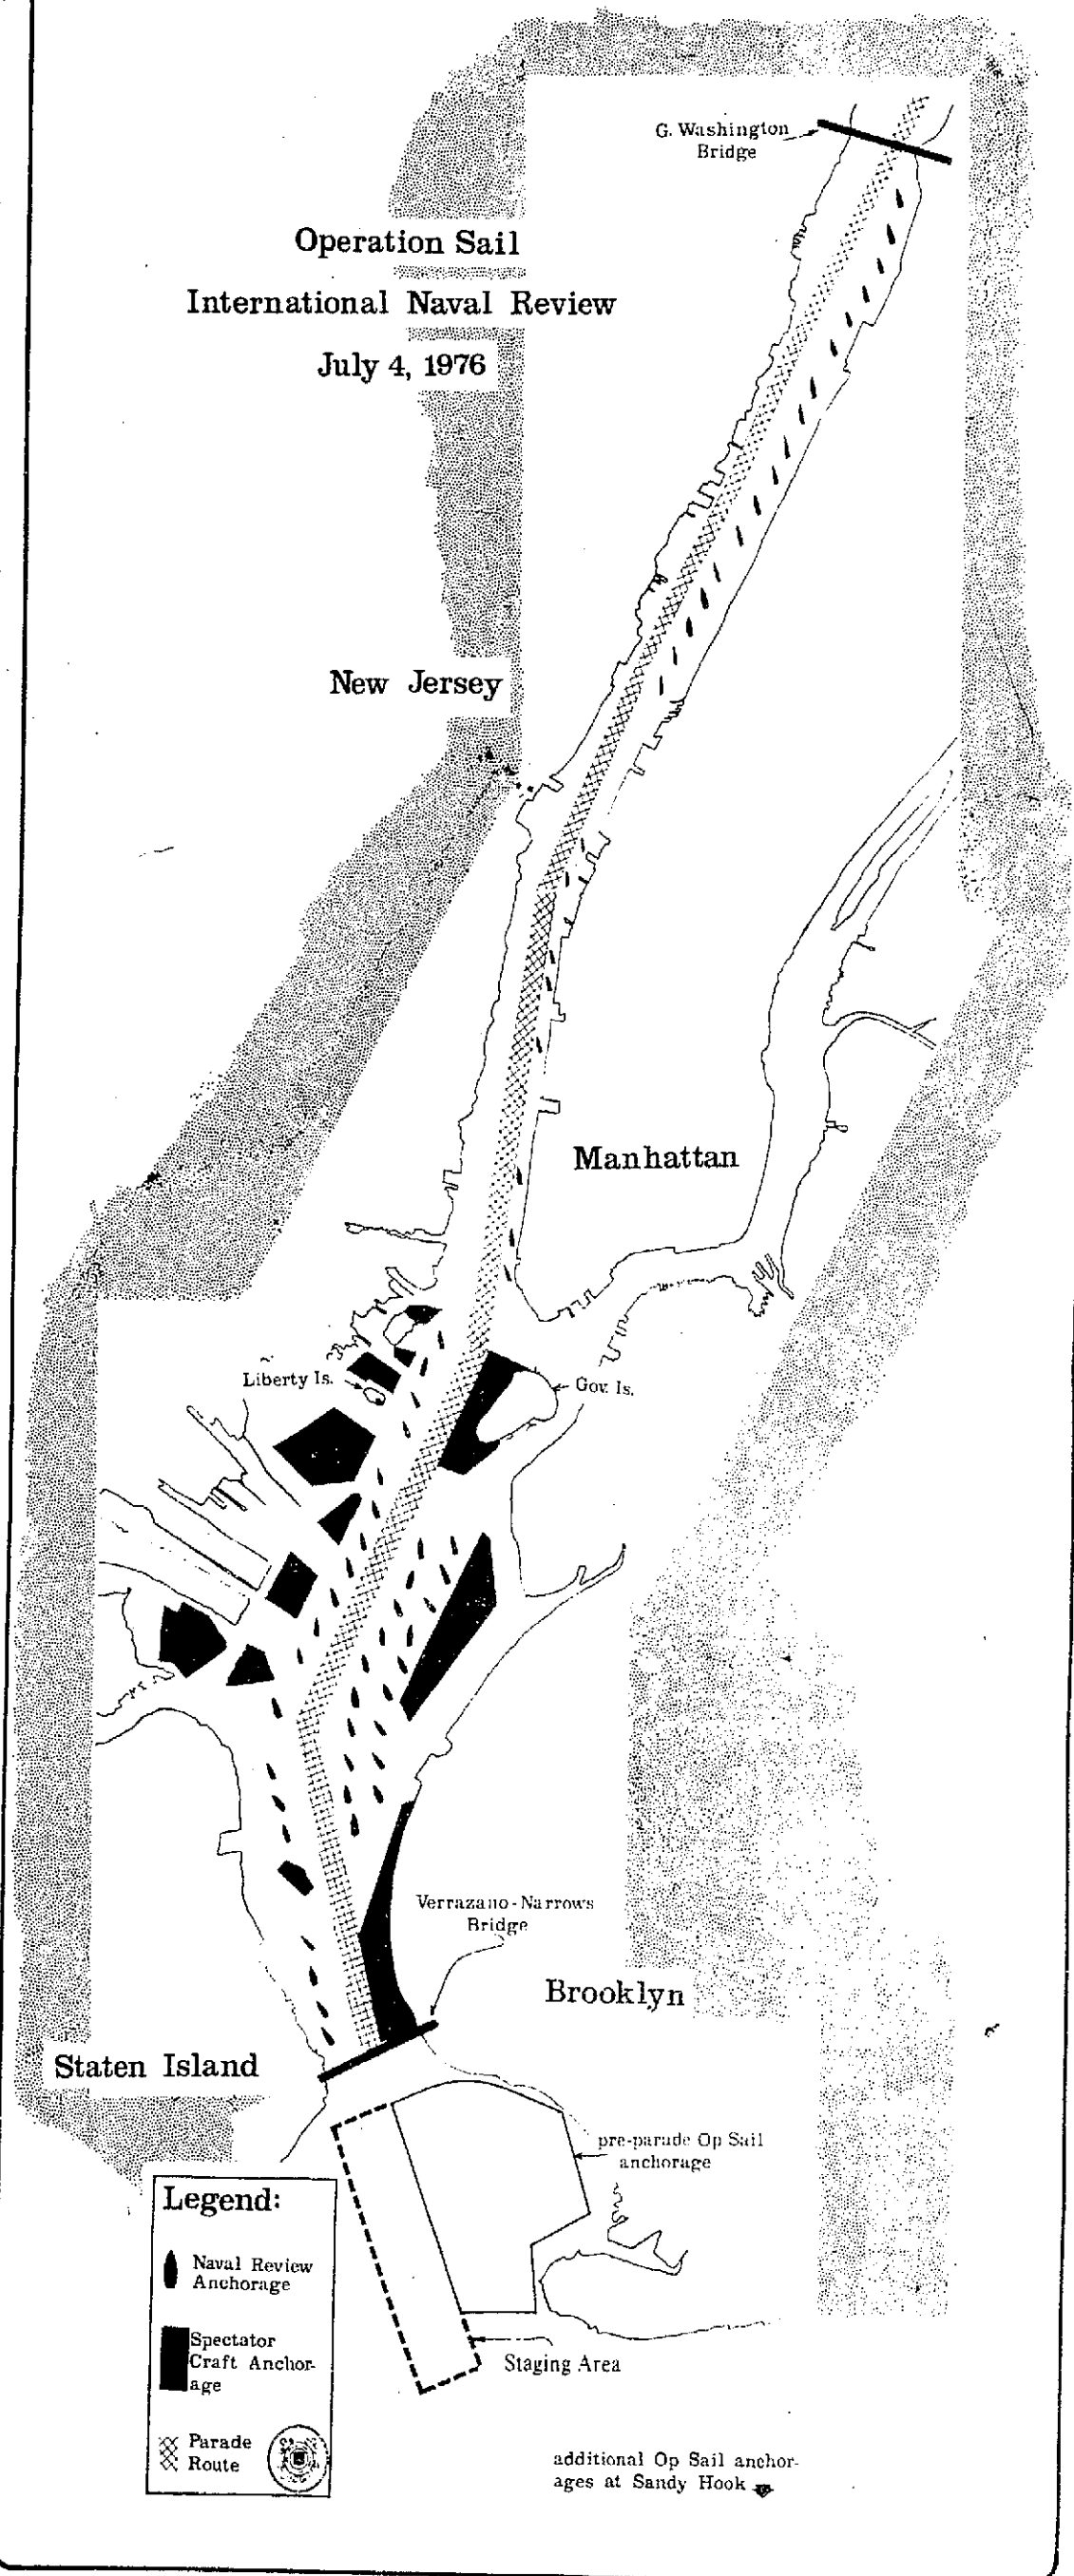 G. Washington
Bridge
Operation Sail
International Naval Review
July 4, 1976
New Jersey
Manhattan
Liberty Is.
Gov. Is.
Verrazano-Narrows
Bridge
Brooklyn
Staten Island
pre-parade Op Sail
anchorage
Legend:
Naval Review
Anchorage
Spectator
Craft Anchor-
age
Parade
Route
Staging Area
additional Op Sail anchor-
ages at Sandy Hook